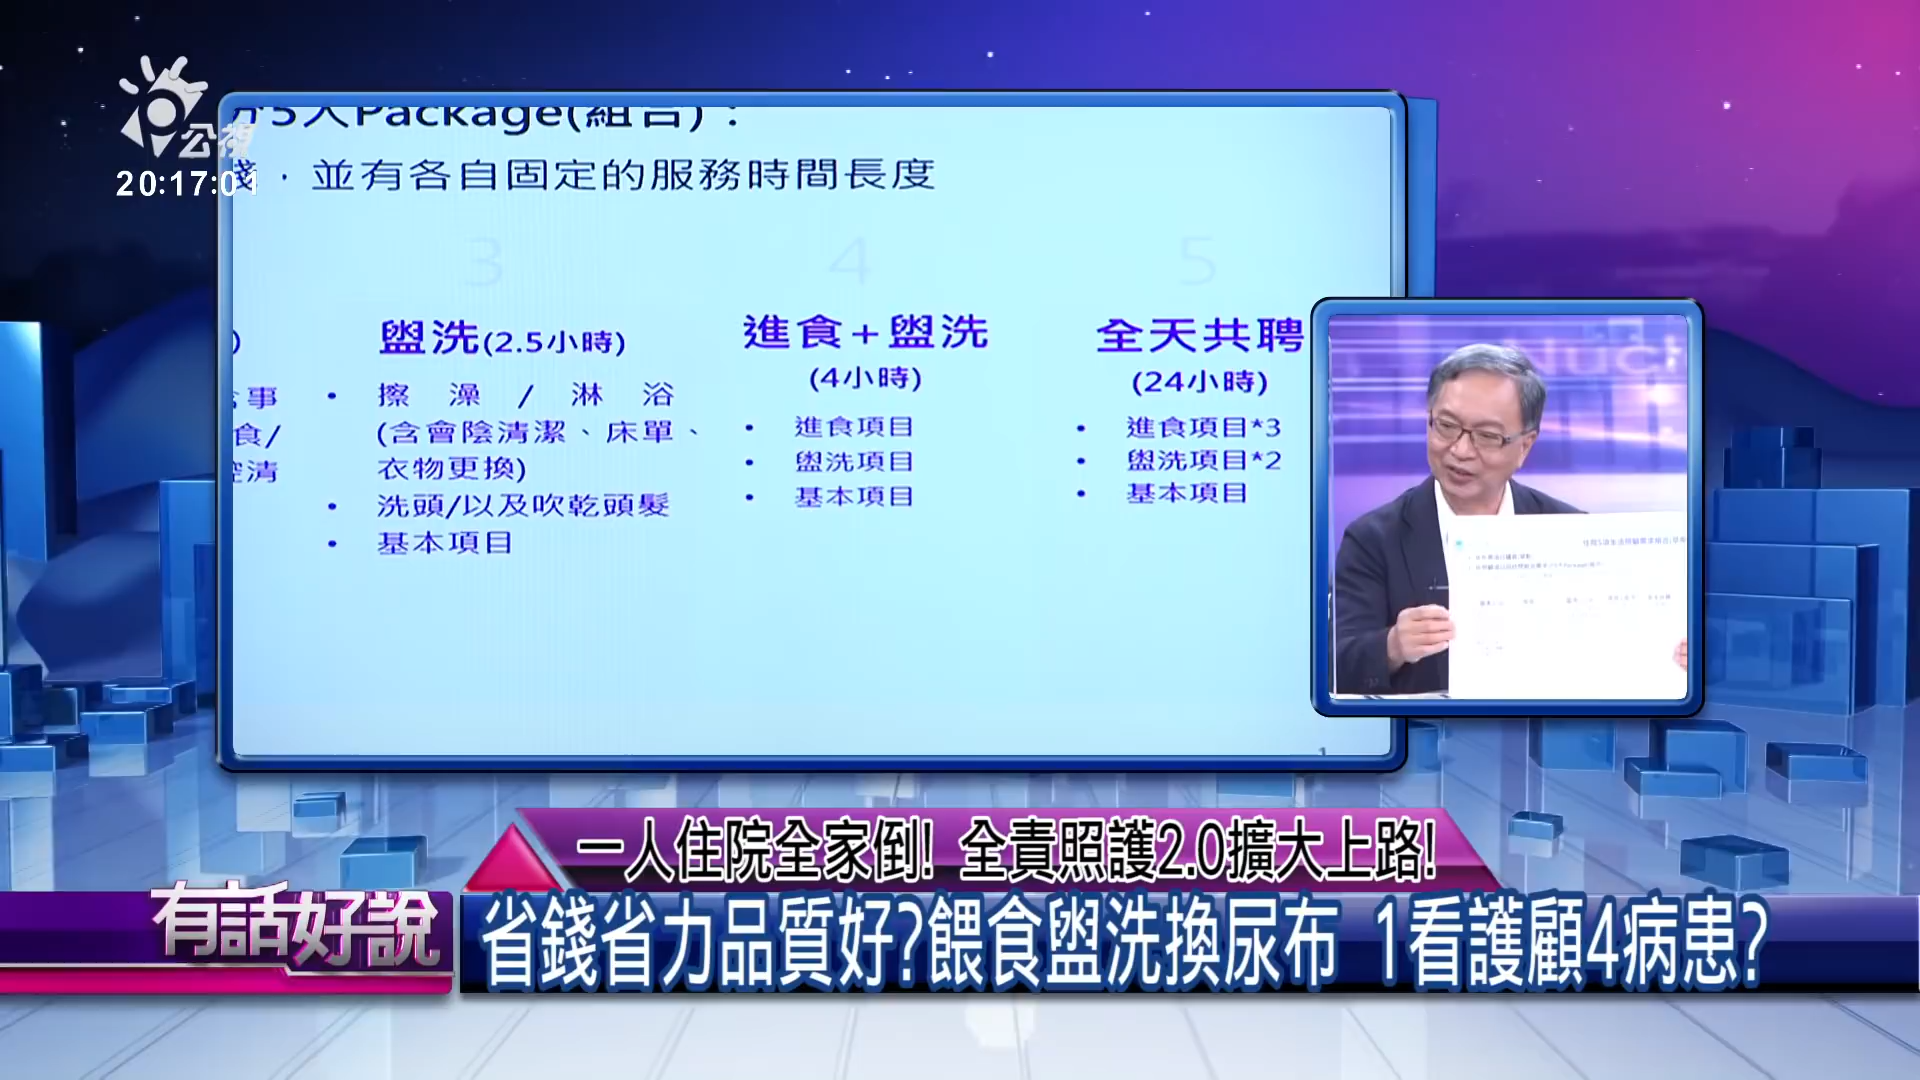 公視
20:17:01
5大Package(組合)：
，並有各自固定的服務時間長度
3
盥洗(2.5小時)
• 擦澡/淋浴
(含會陰清潔、床單、
衣物更換)
• 洗頭/以及吹乾頭髮
• 基本項目
4
進食+盥洗
(4小時)
• 進食項目
• 盥洗項目
• 基本項目
5
全天共聘
(24小時)
• 進食項目*3
• 盥洗項目*2
• 基本項目
事
食/
清
一人住院全家倒! 全責照護2.0擴大上路!
有話好說
省錢省力品質好?餵食盥洗換尿布 1看護顧4病患?